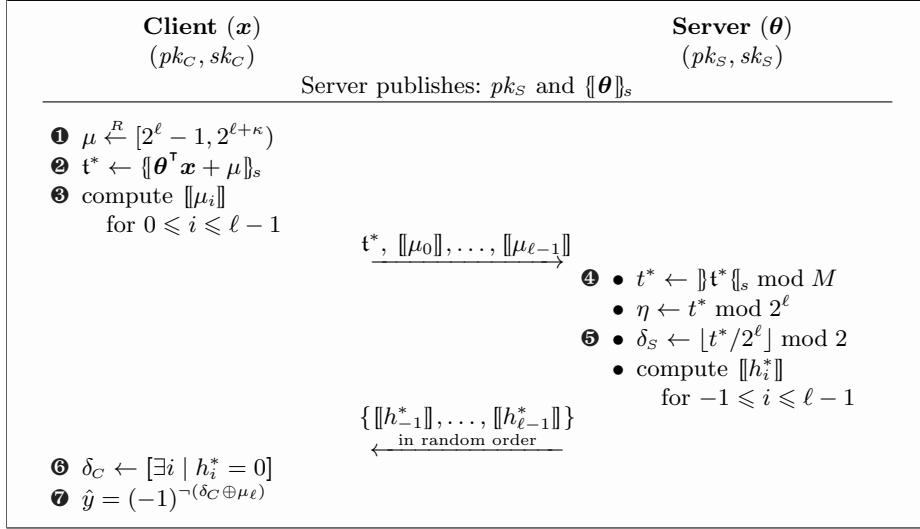 Client (𝒙) Server (𝜽)
(pk_C, sk_C) (pk_S, sk_S)
Server publishes: pk_S and {⟦𝜽⟧}_s
❶ μ ←^R [2^ℓ − 1, 2^{ℓ+κ})
❷ 𝔱* ← {⟦𝜽^⊺𝒙 + μ⟧}_s
❸ compute ⟦μ_i⟧
for 0 ⩽ i ⩽ ℓ − 1
𝔱*, ⟦μ_0⟧, …, ⟦μ_{ℓ−1}⟧
❹ • t* ← ⟧}𝔱*{⟦_s mod M
• η ← t* mod 2^ℓ
❺ • δ_S ← ⌊t*/2^ℓ⌋ mod 2
• compute ⟦h*_i⟧
for −1 ⩽ i ⩽ ℓ − 1
{⟦h*_{−1}⟧, …, ⟦h*_{ℓ−1}⟧}
in random order
❻ δ_C ← [∃i | h*_i = 0]
❼ ŷ = (−1)^{¬(δ_C ⊕ μ_ℓ)}